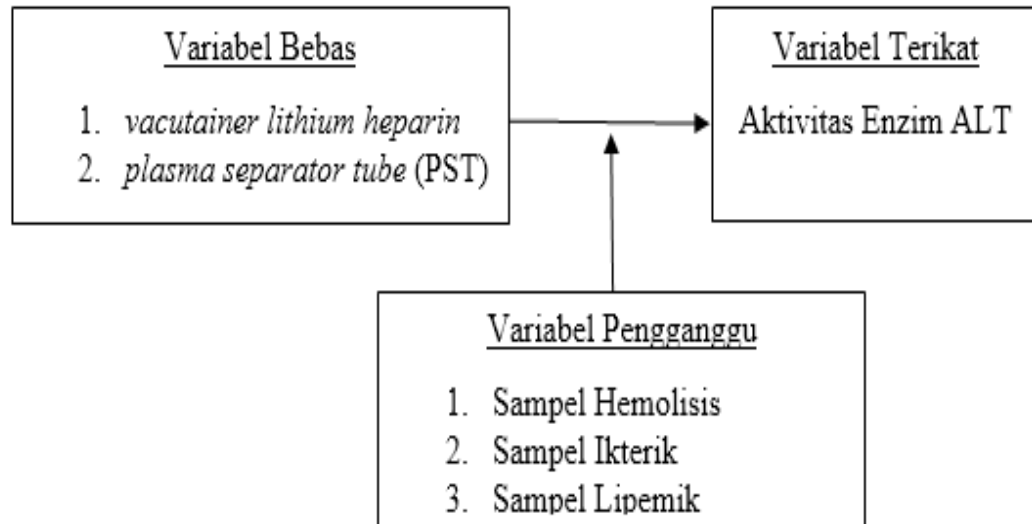 Variabel Bebas
1. vacutainer lithium heparin
2. plasma separator tube (PST)
Variabel Terikat
Aktivitas Enzim ALT
Variabel Pengganggu
1. Sampel Hemolisis
2. Sampel Ikterik
3. Sampel Lipemik